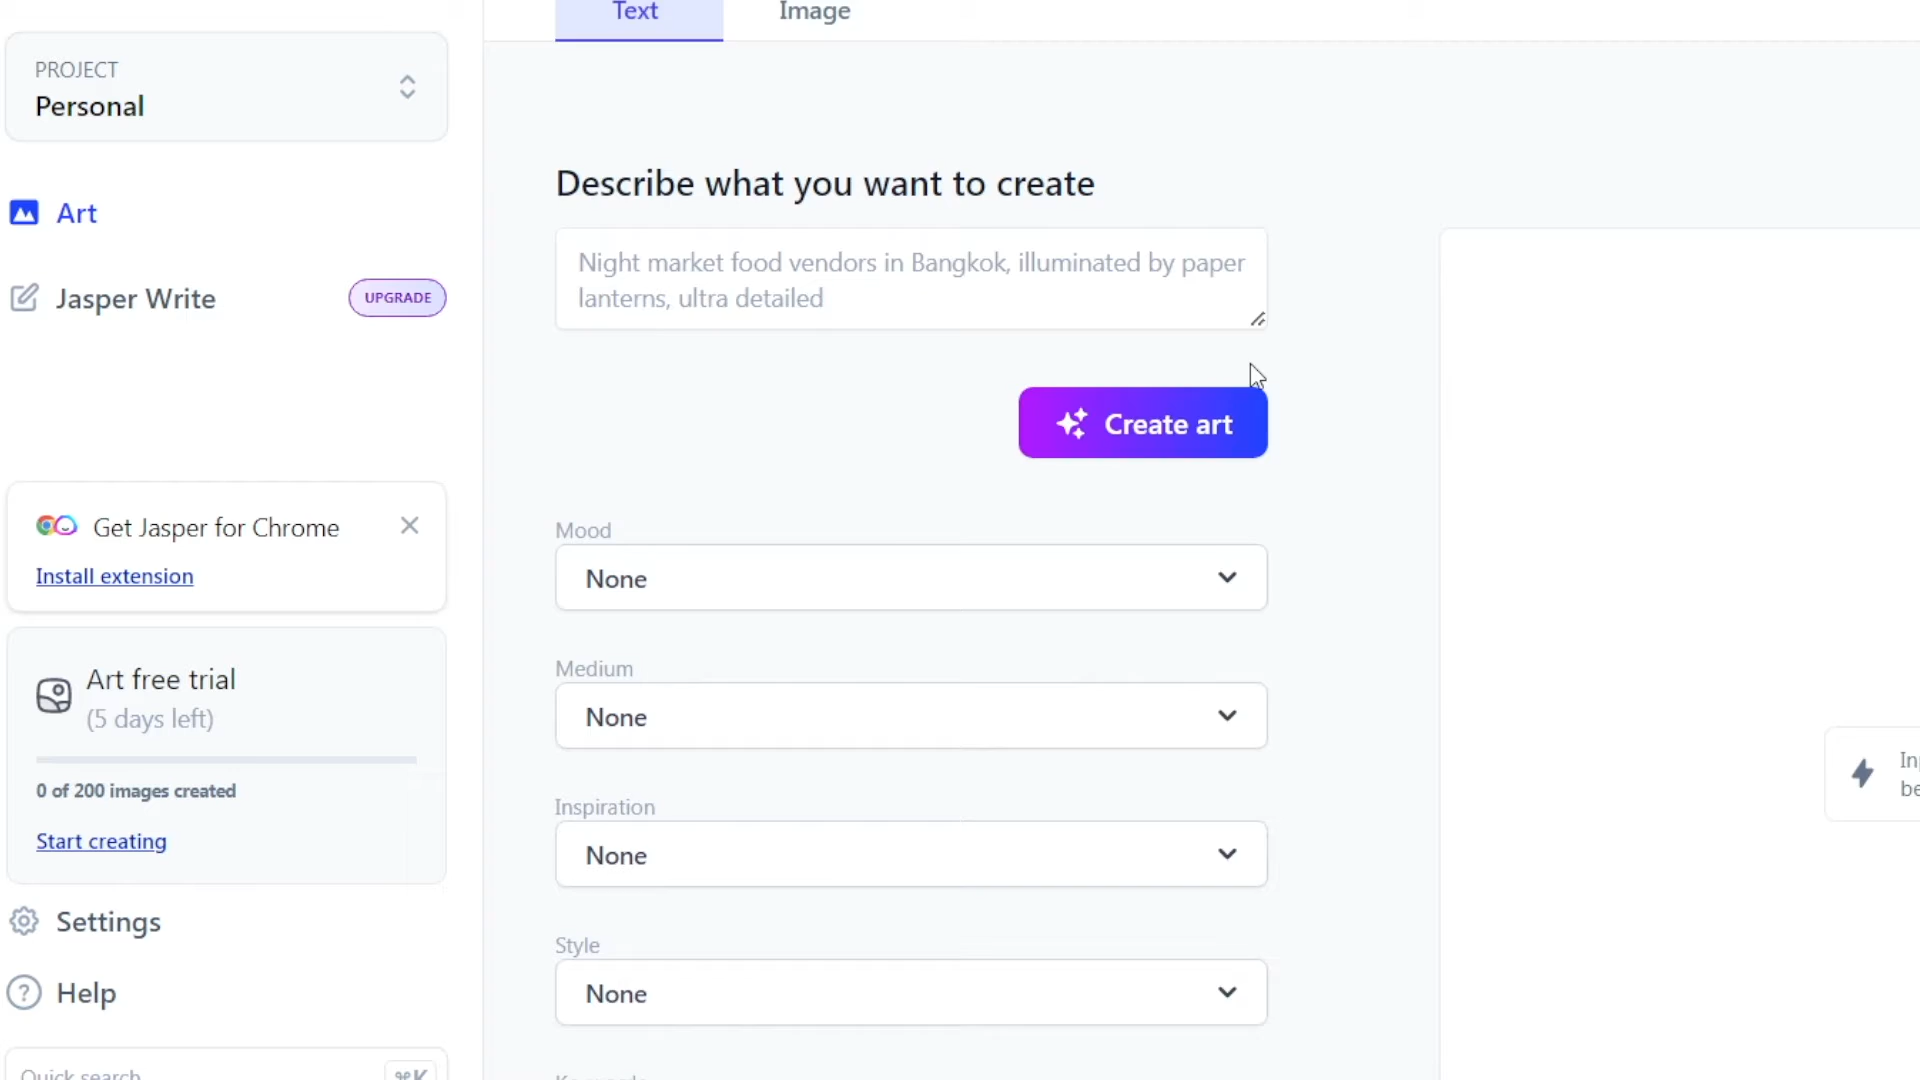 Text
Image
PROJECT
Personal
Art
Jasper Write
UPGRADE
Get Jasper for Chrome
Install extension
Art free trial
(5 days left)
0 of 200 images created
Start creating
Settings
Help
Quick search
⌘K
Describe what you want to create
Night market food vendors in Bangkok, illuminated by paper
lanterns, ultra detailed
Create art
Mood
None
Medium
None
Inspiration
None
Style
None